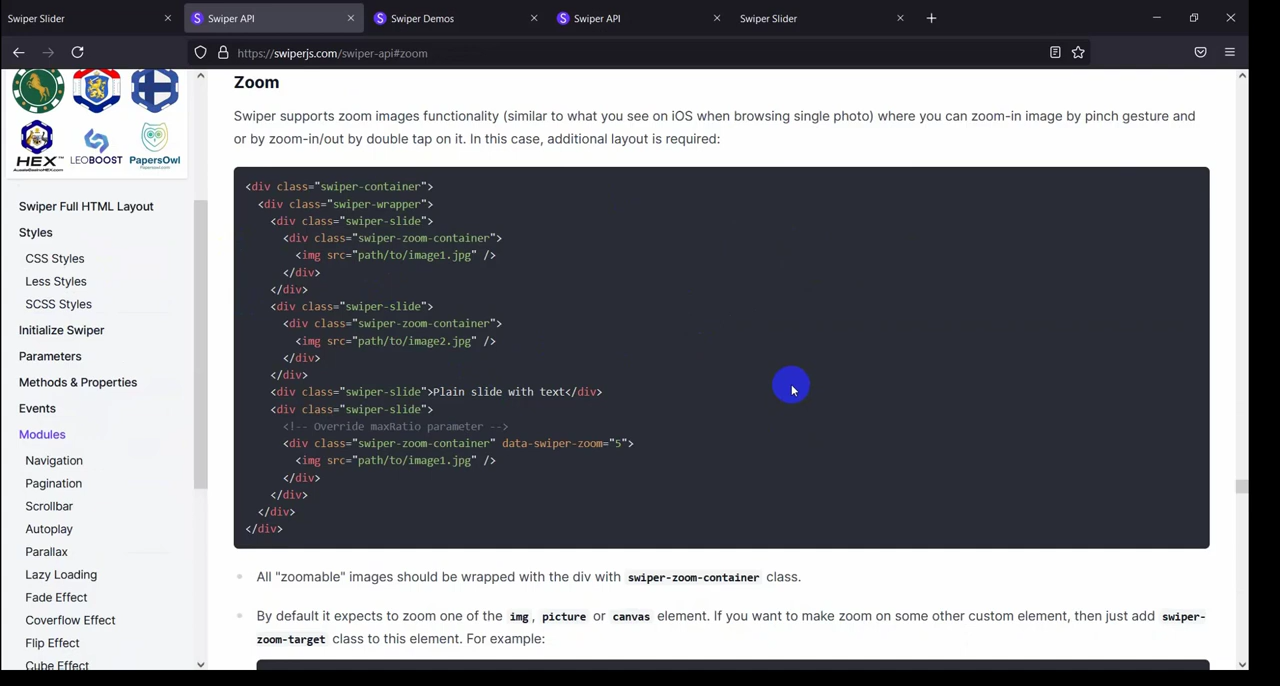 Swiper Slider
Swiper API
Swiper Demos
Swiper API
Swiper Slider
https://swiperjs.com/swiper-api#zoom
HEX™
LEOBOOST
PapersOwl
Papersowl.com
Swiper Full HTML Layout
Styles
CSS Styles
Less Styles
SCSS Styles
Initialize Swiper
Parameters
Methods & Properties
Events
Modules
Navigation
Pagination
Scrollbar
Autoplay
Parallax
Lazy Loading
Fade Effect
Coverflow Effect
Flip Effect
Cube Effect
Zoom
Swiper supports zoom images functionality (similar to what you see on iOS when browsing single photo) where you can zoom-in image by pinch gesture and
or by zoom-in/out by double tap on it. In this case, additional layout is required:
<div class="swiper-container">
  <div class="swiper-wrapper">
    <div class="swiper-slide">
      <div class="swiper-zoom-container">
        <img src="path/to/image1.jpg" />
      </div>
    </div>
    <div class="swiper-slide">
      <div class="swiper-zoom-container">
        <img src="path/to/image2.jpg" />
      </div>
    </div>
    <div class="swiper-slide">Plain slide with text</div>
    <div class="swiper-slide">
      <!-- Override maxRatio parameter -->
      <div class="swiper-zoom-container" data-swiper-zoom="5">
        <img src="path/to/image1.jpg" />
      </div>
    </div>
  </div>
</div>
All "zoomable" images should be wrapped with the div with swiper-zoom-container class.
By default it expects to zoom one of the img, picture or canvas element. If you want to make zoom on some other custom element, then just add swiper-
zoom-target class to this element. For example: